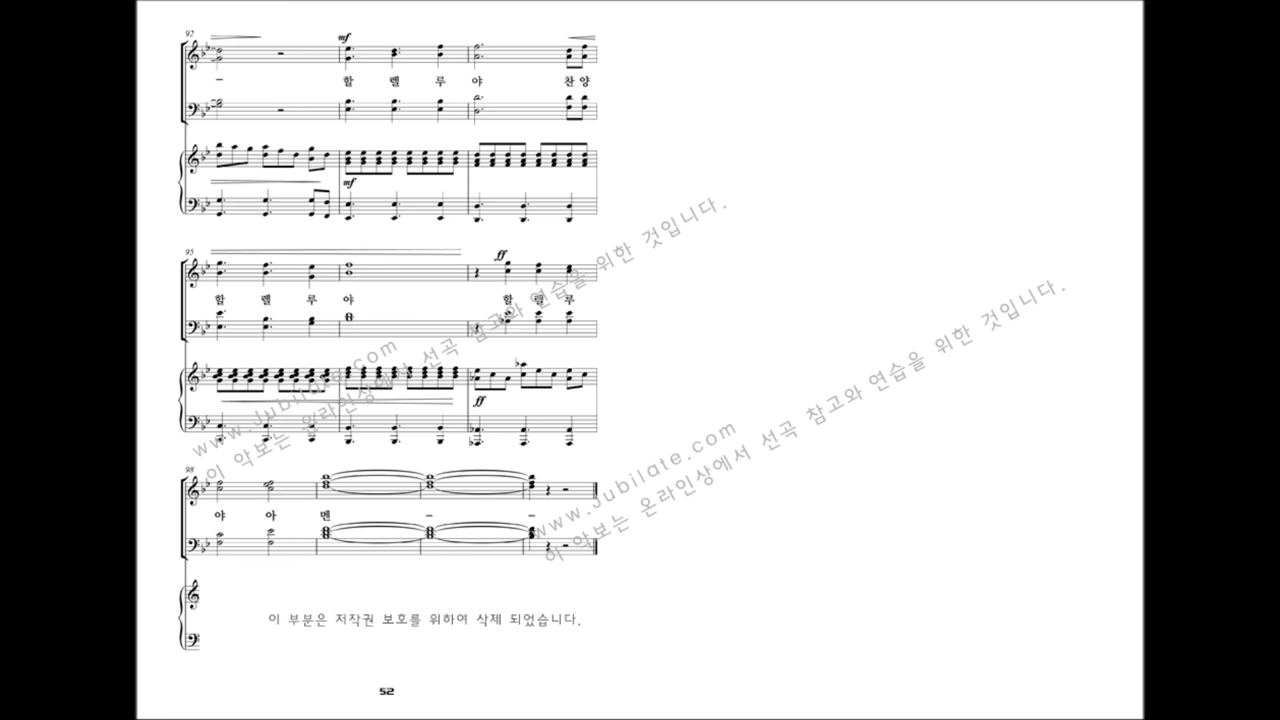 92
mf
- 할 렐 루 야 찬 양
mf
95
ff
할 렐 루 야 할 렐 루
ff
98
야 아 멘 - -
이 부분은 저작권 보호를 위하여 삭제 되었습니다.
52
www.Jubilate.com
이 악보는 온라인상에서 선곡 참고와 연습을 위한 것입니다.
www.Jubilate.com
이 악보는 온라인상에서 선곡 참고와 연습을 위한 것입니다.